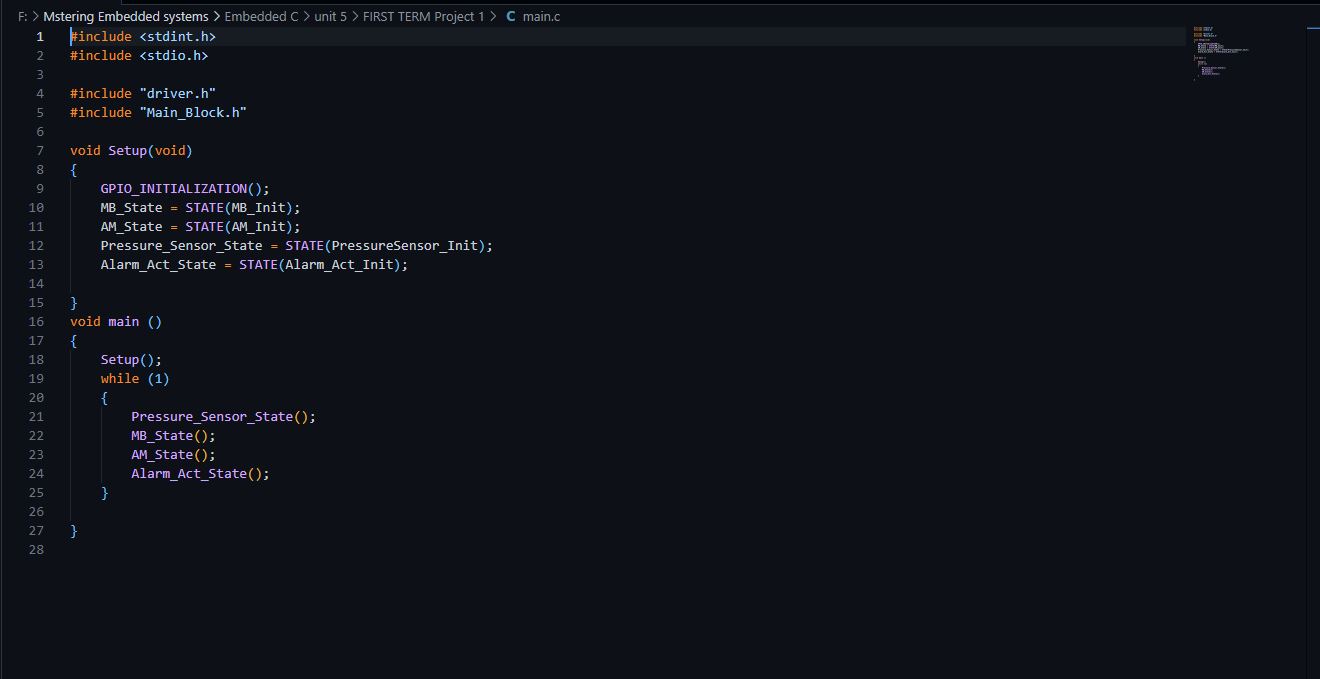 F: > Mstering Embedded systems > Embedded C > unit 5 > FIRST TERM Project 1 > C main.c
1 #include <stdint.h>
2 #include <stdio.h>
3
4 #include "driver.h"
5 #include "Main_Block.h"
6
7 void Setup(void)
8 {
9     GPIO_INITIALIZATION();
10     MB_State = STATE(MB_Init);
11     AM_State = STATE(AM_Init);
12     Pressure_Sensor_State = STATE(PressureSensor_Init);
13     Alarm_Act_State = STATE(Alarm_Act_Init);
14
15 }
16 void main ()
17 {
18     Setup();
19     while (1)
20     {
21         Pressure_Sensor_State();
22         MB_State();
23         AM_State();
24         Alarm_Act_State();
25     }
26
27 }
28